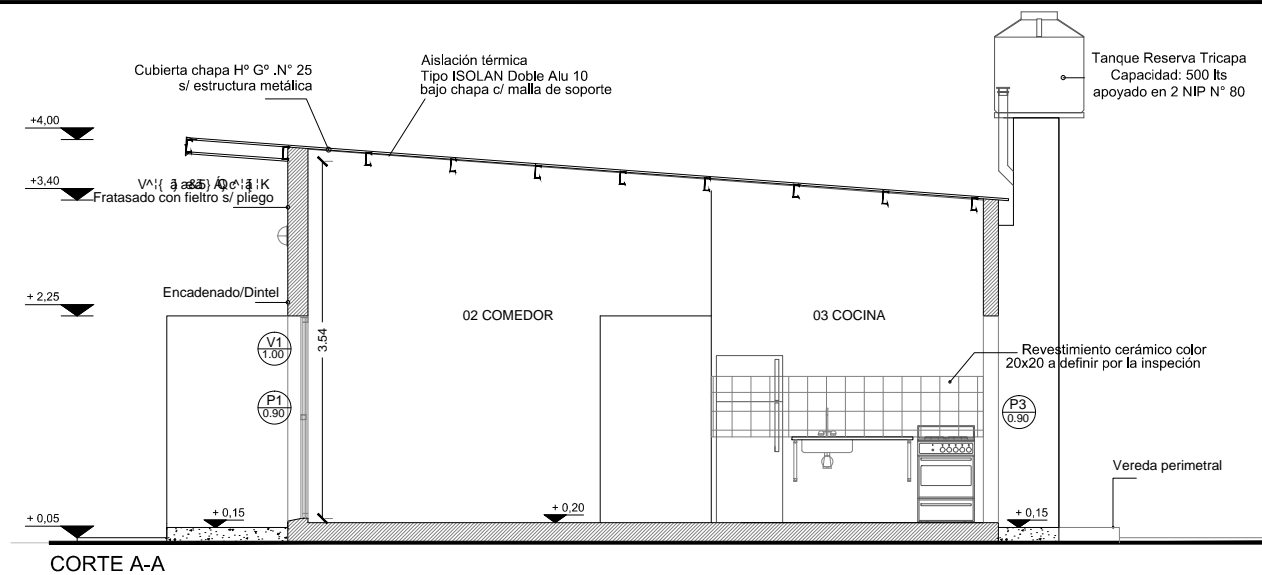 Cubierta chapa Hº Gº .N° 25
s/ estructura metálica
Aislación térmica
Tipo ISOLAN Doble Alu 10
bajo chapa c/ malla de soporte
Tanque Reserva Tricapa
Capacidad: 500 lts
apoyado en 2 NIP N° 80
+4,00
+3,40
Fratasado con fieltro s/ pliego
+ 2,25
Encadenado/Dintel
02 COMEDOR
03 COCINA
3.54
V1
1.00
P1
0.90
Revestimiento cerámico color
20x20 a definir por la inspeción
P3
0.90
Vereda perimetral
+ 0,05
+ 0,15
+ 0,20
+ 0,15
CORTE A-A